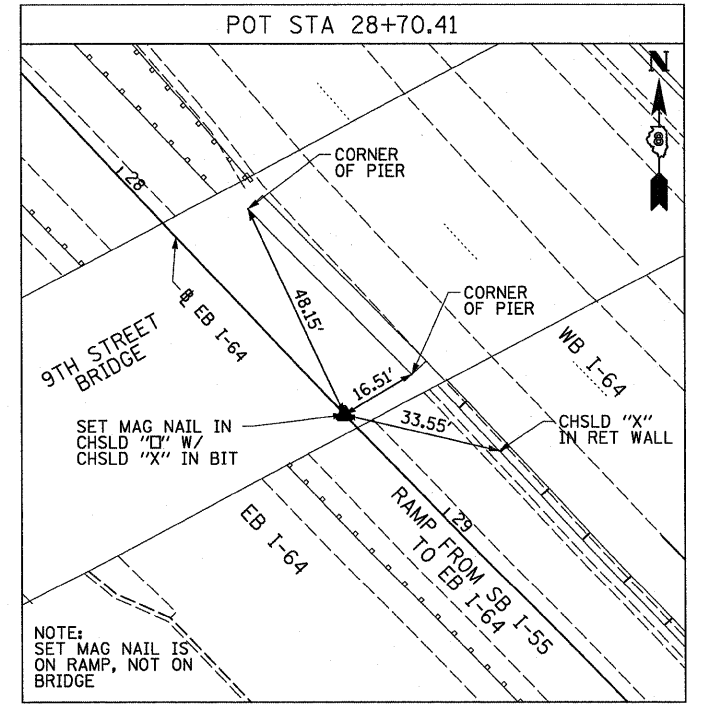 POT STA 28+70.41
N
8
CORNER
OF PIER
28
48.15'
℄ EB I-64
CORNER
OF PIER
9TH STREET
BRIDGE
16.51'
WB I-64
SET MAG NAIL IN
CHSLD "□" W/
CHSLD "X" IN BIT
33.55'
CHSLD "X"
IN RET WALL
EB I-64
29
RAMP FROM SB I-55
TO EB I-64
NOTE:
SET MAG NAIL IS
ON RAMP, NOT ON
BRIDGE